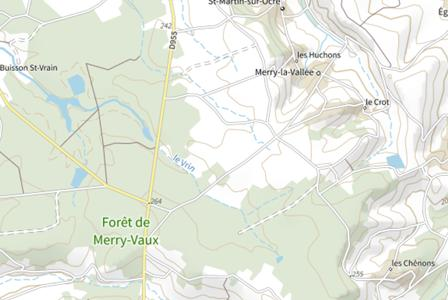 St-Martin-sur-Ocre
242
D955
les Huchons
Buisson St-Vrain
Merry-la-Vallée
le Crot
le Vrin
264
Forêt de
Merry-Vaux
les Chênons
255